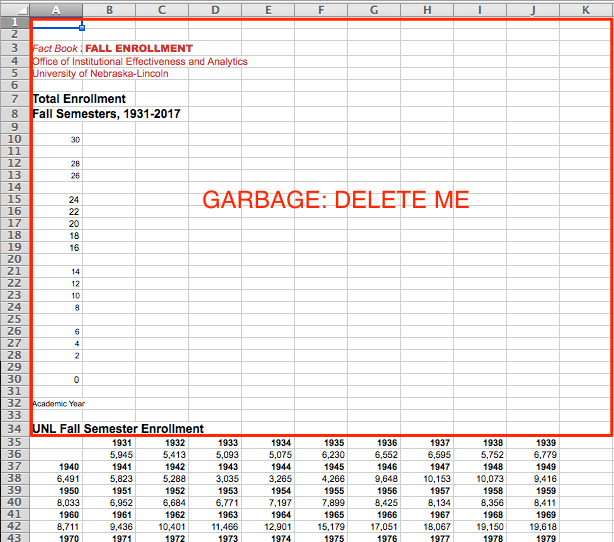 A B C D E F G H I J K
1
2
3 Fact Book : FALL ENROLLMENT
4 Office of Institutional Effectiveness and Analytics
5 University of Nebraska-Lincoln
6
7 Total Enrollment
8 Fall Semesters, 1931-2017
9
10 30
11
12 28
13 26
14
15 24
GARBAGE: DELETE ME
16 22
17 20
18 18
19 16
20
21 14
22 12
23 10
24 8
25
26 6
27 4
28 2
29
30 0
31
32 Academic Year
33
34 UNL Fall Semester Enrollment
35 1931 1932 1933 1934 1935 1936 1937 1938 1939
36 5,945 5,413 5,093 5,075 6,230 6,552 6,595 5,752 6,779
37 1940 1941 1942 1943 1944 1945 1946 1947 1948 1949
38 6,491 5,823 5,288 3,035 3,265 4,266 9,648 10,153 10,073 9,416
39 1950 1951 1952 1953 1954 1955 1956 1957 1958 1959
40 8,033 6,952 6,684 6,771 7,197 7,899 8,425 8,134 8,356 8,411
41 1960 1961 1962 1963 1964 1965 1966 1967 1968 1969
42 8,711 9,436 10,401 11,466 12,901 15,179 17,051 18,067 19,150 19,618
43 1970 1971 1972 1973 1974 1975 1976 1977 1978 1979